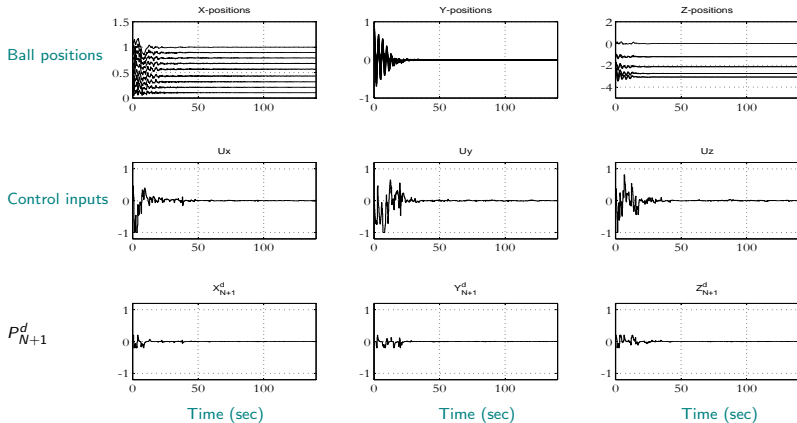 X-positions
Y-positions
Z-positions
Ball positions
1.5
1
0.5
0
0 50 100
1
0
-1
0 50 100
2
0
-2
-4
0 50 100
Ux
Uy
Uz
Control inputs
1
0
-1
0 50 100
1
0
-1
0 50 100
1
0
-1
0 50 100
X^d_{N+1}
Y^d_{N+1}
Z^d_{N+1}
P^d_{N+1}
1
0
-1
0 50 100
1
0
-1
0 50 100
1
0
-1
0 50 100
Time (sec)
Time (sec)
Time (sec)